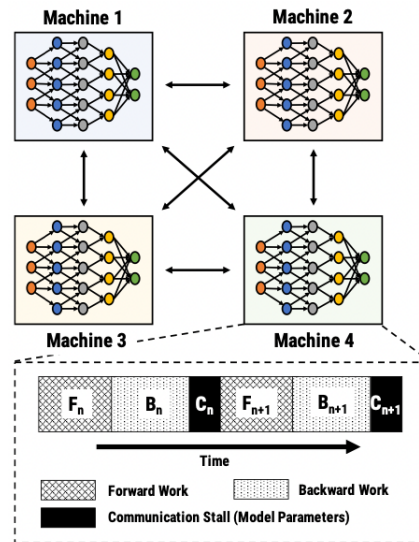 Machine 1
Machine 2
Machine 3
Machine 4
Fn Bn Cn Fn+1 Bn+1 Cn+1
Time
Forward Work
Backward Work
Communication Stall (Model Parameters)